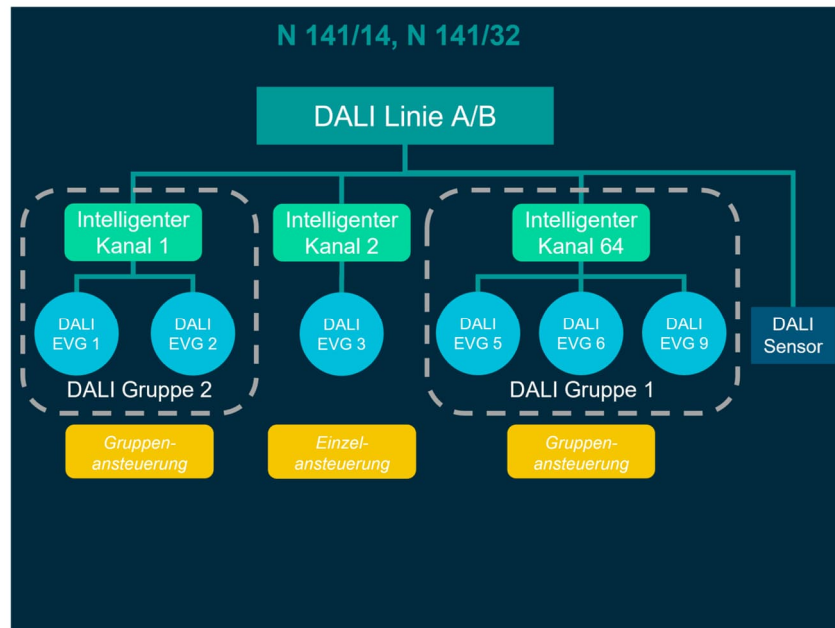 N 141/14, N 141/32
DALI Linie A/B
Intelligenter
Kanal 1
Intelligenter
Kanal 2
Intelligenter
Kanal 64
DALI
EVG 1
DALI
EVG 2
DALI
EVG 3
DALI
EVG 5
DALI
EVG 6
DALI
EVG 9
DALI
Sensor
DALI Gruppe 2
DALI Gruppe 1
Gruppen-
ansteuerung
Einzel-
ansteuerung
Gruppen-
ansteuerung